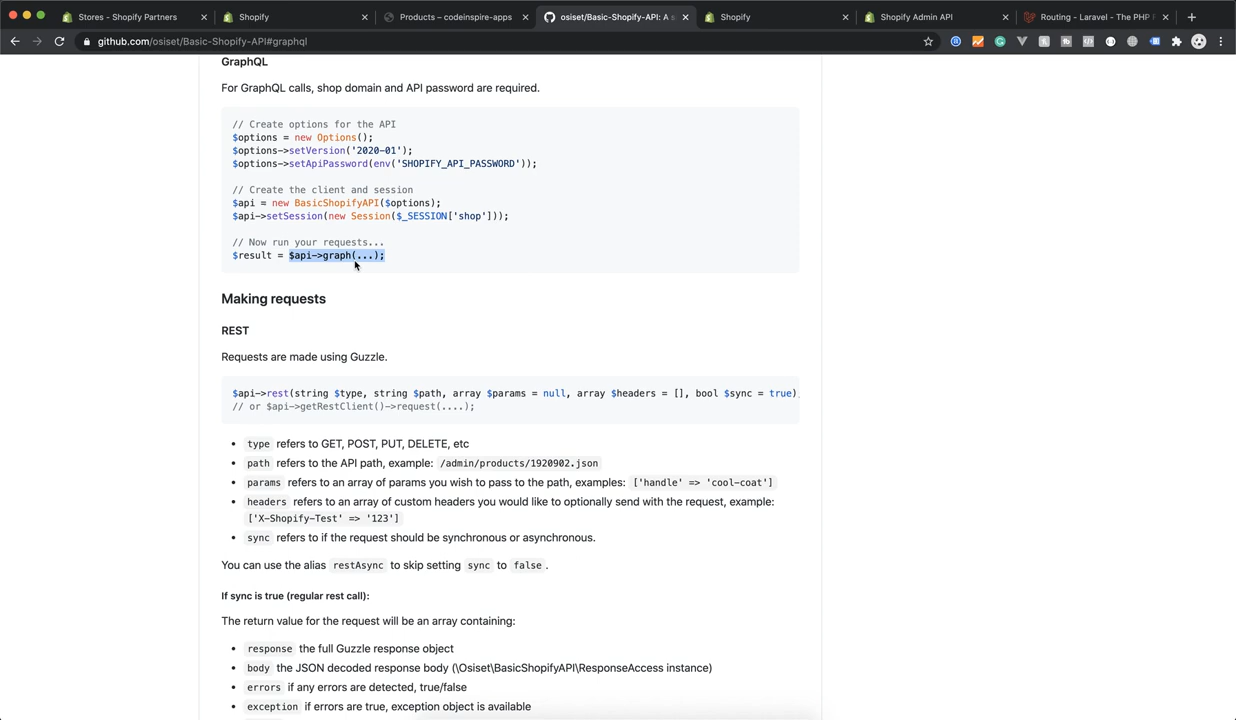 Stores - Shopify Partners
Shopify
Products – codeinspire-apps
osiset/Basic-Shopify-API: A s
Shopify
Shopify Admin API
Routing - Laravel - The PHP F
github.com/osiset/Basic-Shopify-API#graphql
GraphQL
For GraphQL calls, shop domain and API password are required.
// Create options for the API
$options = new Options();
$options->setVersion('2020-01');
$options->setApiPassword(env('SHOPIFY_API_PASSWORD'));
// Create the client and session
$api = new BasicShopifyAPI($options);
$api->setSession(new Session($_SESSION['shop']));
// Now run your requests...
$result = $api->graph(...);
Making requests
REST
Requests are made using Guzzle.
$api->rest(string $type, string $path, array $params = null, array $headers = [], bool $sync = true)
// or $api->getRestClient()->request(....);
• type refers to GET, POST, PUT, DELETE, etc
• path refers to the API path, example: /admin/products/1920902.json
• params refers to an array of params you wish to pass to the path, examples: ['handle' => 'cool-coat']
• headers refers to an array of custom headers you would like to optionally send with the request, example:
['X-Shopify-Test' => '123']
• sync refers to if the request should be synchronous or asynchronous.
You can use the alias restAsync to skip setting sync to false .
If sync is true (regular rest call):
The return value for the request will be an array containing:
• response the full Guzzle response object
• body the JSON decoded response body (\Osiset\BasicShopifyAPI\ResponseAccess instance)
• errors if any errors are detected, true/false
• exception if errors are true, exception object is available